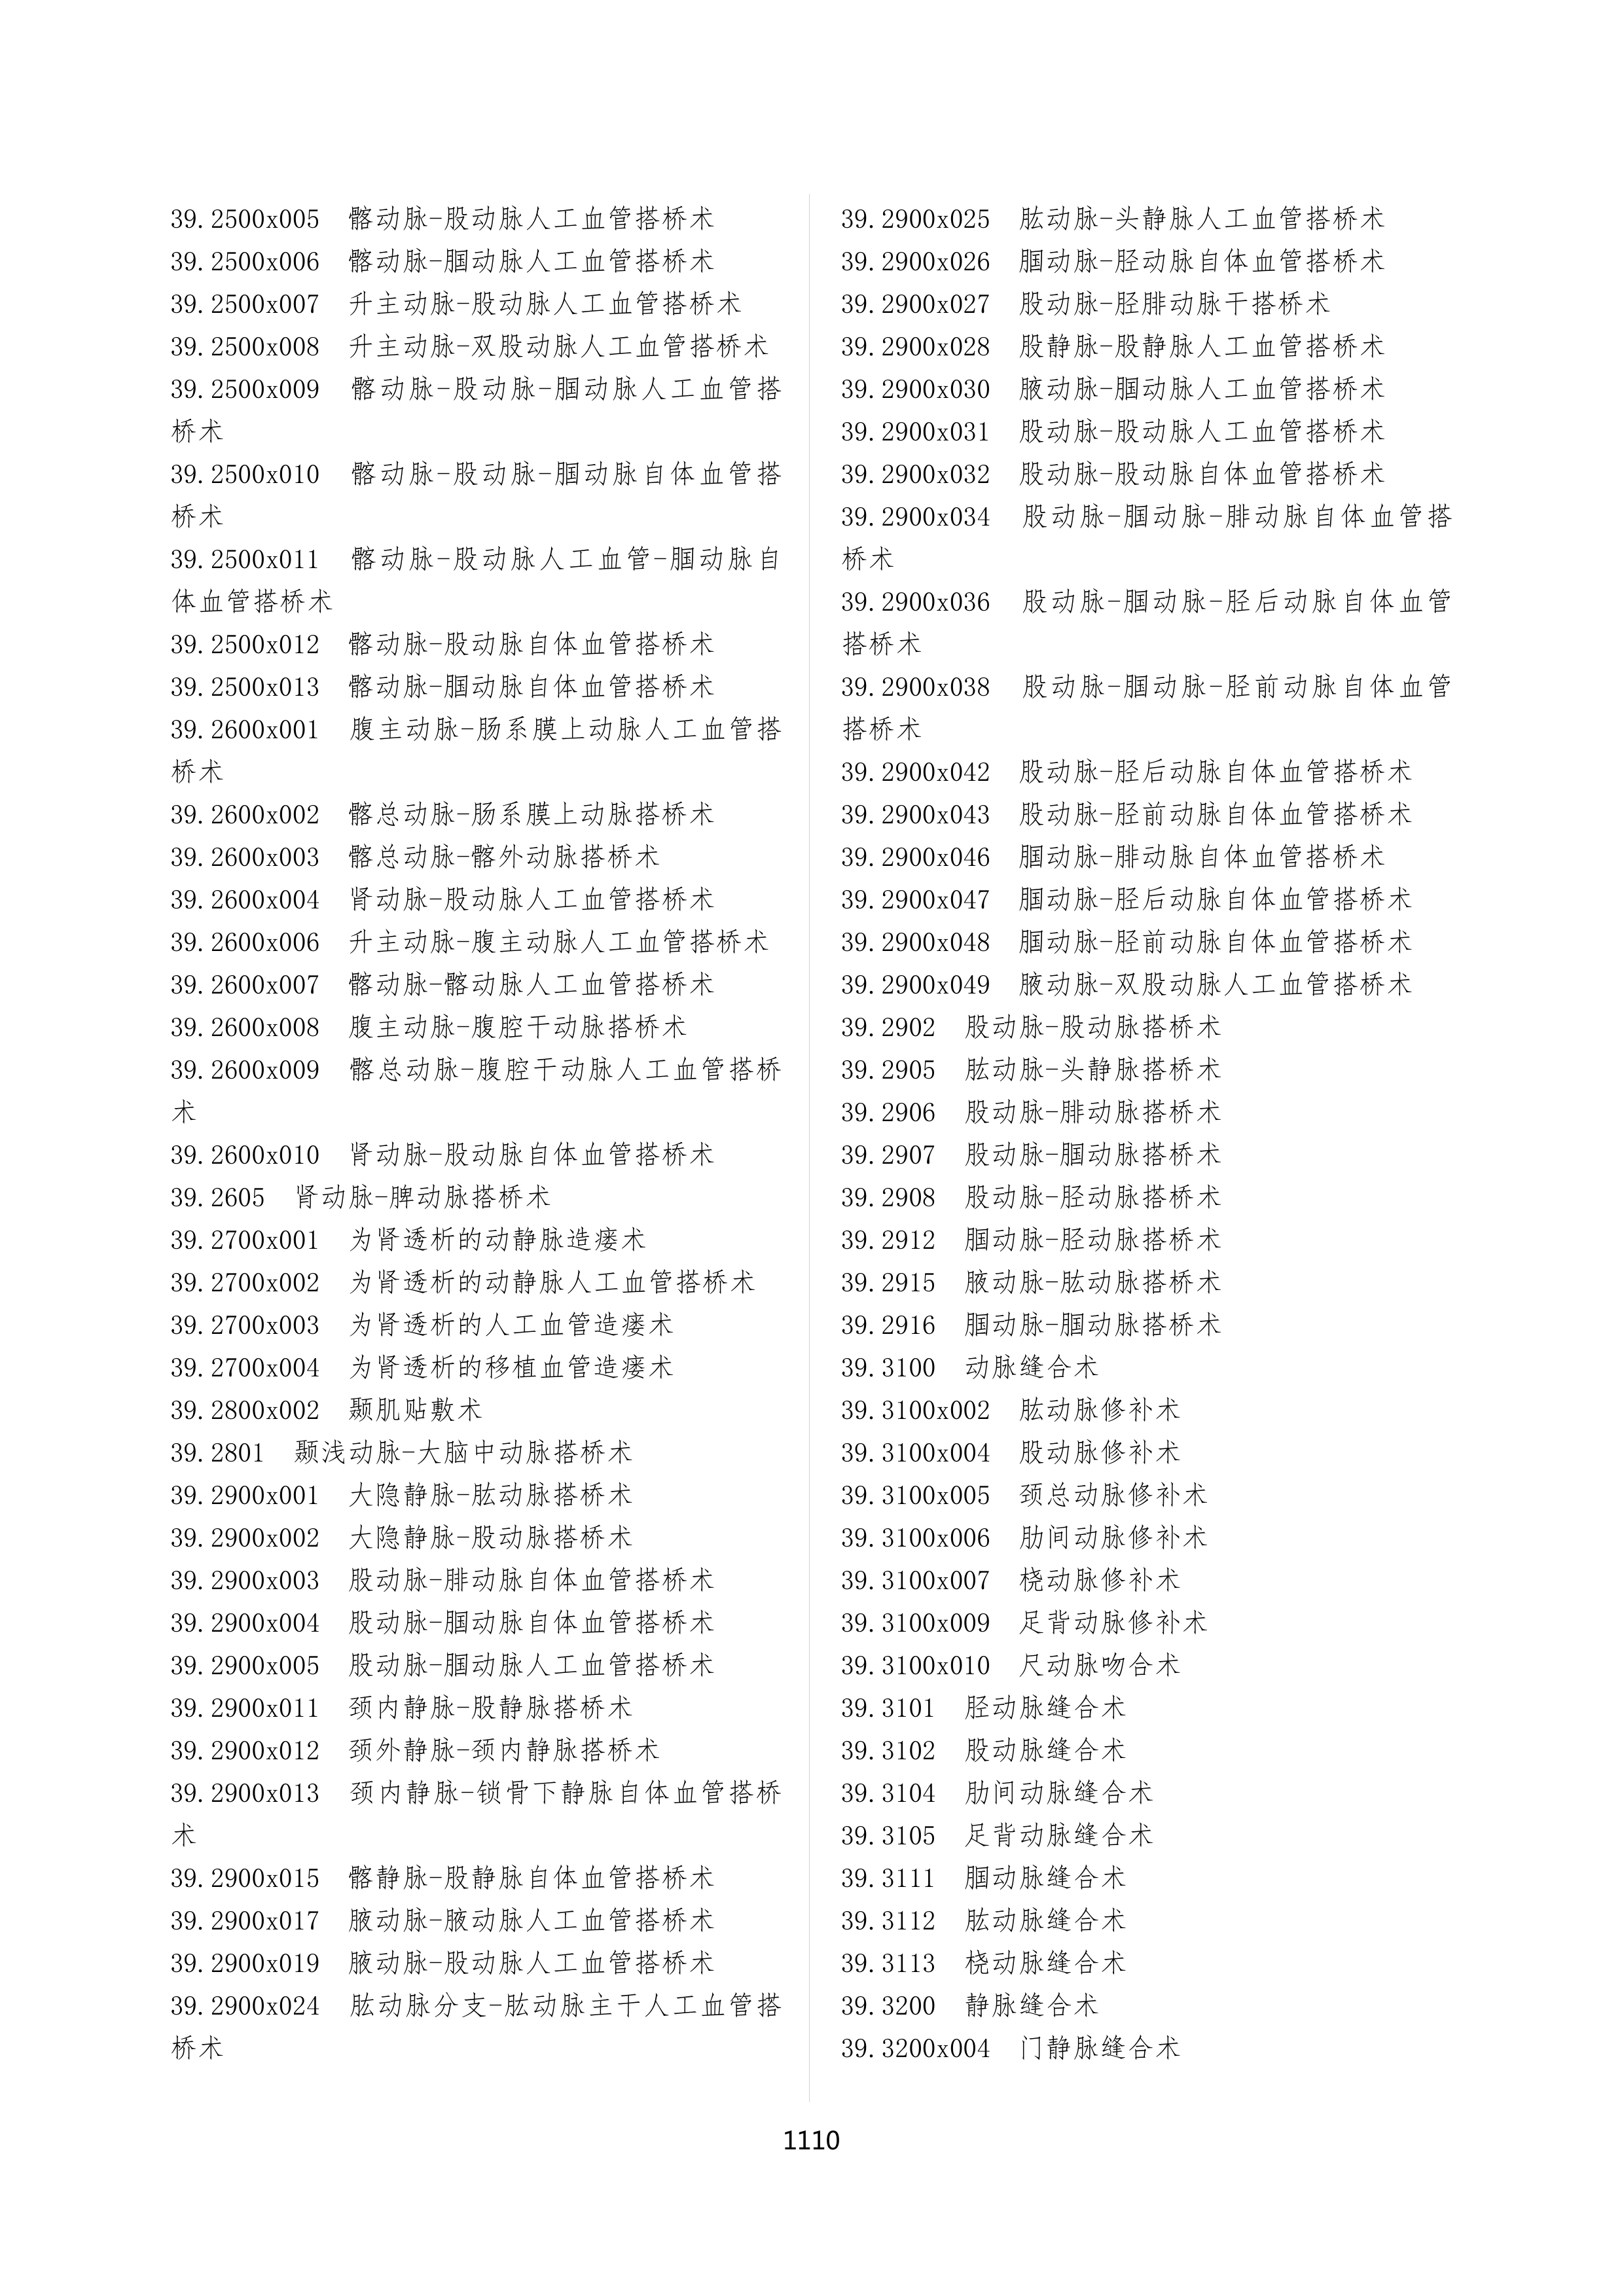 39.2500x005 髂动脉-股动脉人工血管搭桥术
39.2500x006 髂动脉-腘动脉人工血管搭桥术
39.2500x007 升主动脉-股动脉人工血管搭桥术
39.2500x008 升主动脉-双股动脉人工血管搭桥术
39.2500x009 髂动脉-股动脉-腘动脉人工血管搭
桥术
39.2500x010 髂动脉-股动脉-腘动脉自体血管搭
桥术
39.2500x011 髂动脉-股动脉人工血管-腘动脉自
体血管搭桥术
39.2500x012 髂动脉-股动脉自体血管搭桥术
39.2500x013 髂动脉-腘动脉自体血管搭桥术
39.2600x001 腹主动脉-肠系膜上动脉人工血管搭
桥术
39.2600x002 髂总动脉-肠系膜上动脉搭桥术
39.2600x003 髂总动脉-髂外动脉搭桥术
39.2600x004 肾动脉-股动脉人工血管搭桥术
39.2600x006 升主动脉-腹主动脉人工血管搭桥术
39.2600x007 髂动脉-髂动脉人工血管搭桥术
39.2600x008 腹主动脉-腹腔干动脉搭桥术
39.2600x009 髂总动脉-腹腔干动脉人工血管搭桥
术
39.2600x010 肾动脉-股动脉自体血管搭桥术
39.2605 肾动脉-脾动脉搭桥术
39.2700x001 为肾透析的动静脉造瘘术
39.2700x002 为肾透析的动静脉人工血管搭桥术
39.2700x003 为肾透析的人工血管造瘘术
39.2700x004 为肾透析的移植血管造瘘术
39.2800x002 颞肌贴敷术
39.2801 颞浅动脉-大脑中动脉搭桥术
39.2900x001 大隐静脉-肱动脉搭桥术
39.2900x002 大隐静脉-股动脉搭桥术
39.2900x003 股动脉-腓动脉自体血管搭桥术
39.2900x004 股动脉-腘动脉自体血管搭桥术
39.2900x005 股动脉-腘动脉人工血管搭桥术
39.2900x011 颈内静脉-股静脉搭桥术
39.2900x012 颈外静脉-颈内静脉搭桥术
39.2900x013 颈内静脉-锁骨下静脉自体血管搭桥
术
39.2900x015 髂静脉-股静脉自体血管搭桥术
39.2900x017 腋动脉-腋动脉人工血管搭桥术
39.2900x019 腋动脉-股动脉人工血管搭桥术
39.2900x024 肱动脉分支-肱动脉主干人工血管搭
桥术
39.2900x025 肱动脉-头静脉人工血管搭桥术
39.2900x026 腘动脉-胫动脉自体血管搭桥术
39.2900x027 股动脉-胫腓动脉干搭桥术
39.2900x028 股静脉-股静脉人工血管搭桥术
39.2900x030 腋动脉-腘动脉人工血管搭桥术
39.2900x031 股动脉-股动脉人工血管搭桥术
39.2900x032 股动脉-股动脉自体血管搭桥术
39.2900x034 股动脉-腘动脉-腓动脉自体血管搭
桥术
39.2900x036 股动脉-腘动脉-胫后动脉自体血管
搭桥术
39.2900x038 股动脉-腘动脉-胫前动脉自体血管
搭桥术
39.2900x042 股动脉-胫后动脉自体血管搭桥术
39.2900x043 股动脉-胫前动脉自体血管搭桥术
39.2900x046 腘动脉-腓动脉自体血管搭桥术
39.2900x047 腘动脉-胫后动脉自体血管搭桥术
39.2900x048 腘动脉-胫前动脉自体血管搭桥术
39.2900x049 腋动脉-双股动脉人工血管搭桥术
39.2902 股动脉-股动脉搭桥术
39.2905 肱动脉-头静脉搭桥术
39.2906 股动脉-腓动脉搭桥术
39.2907 股动脉-腘动脉搭桥术
39.2908 股动脉-胫动脉搭桥术
39.2912 腘动脉-胫动脉搭桥术
39.2915 腋动脉-肱动脉搭桥术
39.2916 腘动脉-腘动脉搭桥术
39.3100 动脉缝合术
39.3100x002 肱动脉修补术
39.3100x004 股动脉修补术
39.3100x005 颈总动脉修补术
39.3100x006 肋间动脉修补术
39.3100x007 桡动脉修补术
39.3100x009 足背动脉修补术
39.3100x010 尺动脉吻合术
39.3101 胫动脉缝合术
39.3102 股动脉缝合术
39.3104 肋间动脉缝合术
39.3105 足背动脉缝合术
39.3111 腘动脉缝合术
39.3112 肱动脉缝合术
39.3113 桡动脉缝合术
39.3200 静脉缝合术
39.3200x004 门静脉缝合术
1110